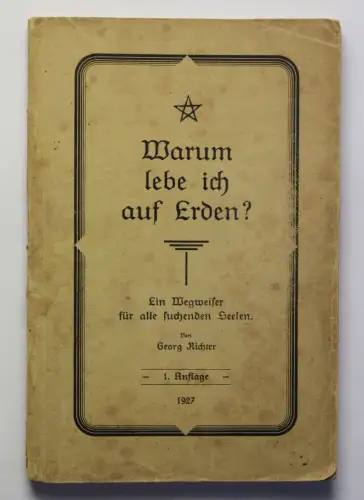 Warum
lebe ich
auf Erden?
Ein Wegweiser
für alle suchenden Seelen.
Von
Georg Richter
– 1. Auflage –
1927